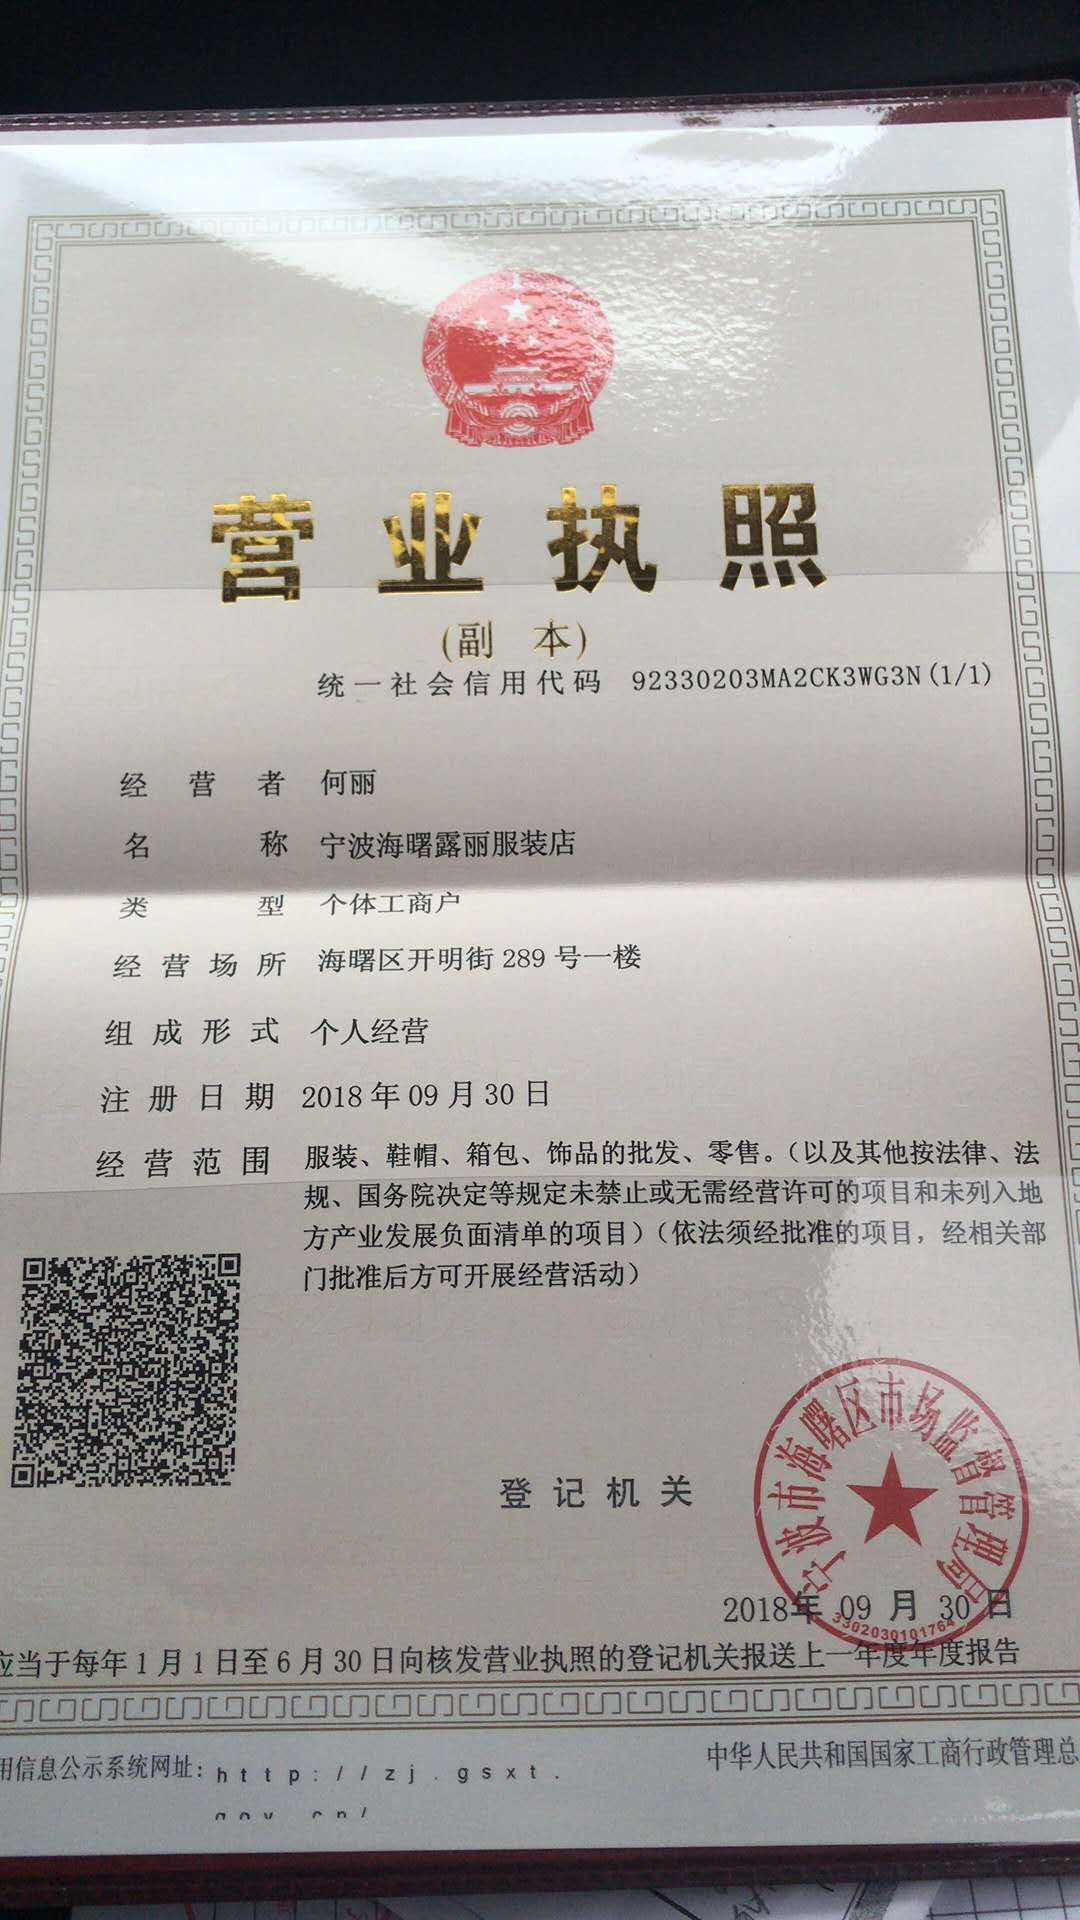 营业执照
(副 本)
统一社会信用代码 92330203MA2CK3WG3N(1/1)
经营者 何丽
名称 宁波海曙露丽服装店
类型 个体工商户
经营场所 海曙区开明街289号一楼
组成形式 个人经营
注册日期 2018年09月30日
经营范围 服装、鞋帽、箱包、饰品的批发、零售。（以及其他按法律、法
规、国务院决定等规定未禁止或无需经营许可的项目和未列入地
方产业发展负面清单的项目）（依法须经批准的项目，经相关部
门批准后方可开展经营活动）
宁波市海曙区市场监督管理局
登记机关
2018年09月30日
3302030101764
应当于每年1月1日至6月30日向核发营业执照的登记机关报送上一年度年度报告
用信息公示系统网址：http://zj.gsxt.
gov.cn/
中华人民共和国国家工商行政管理总